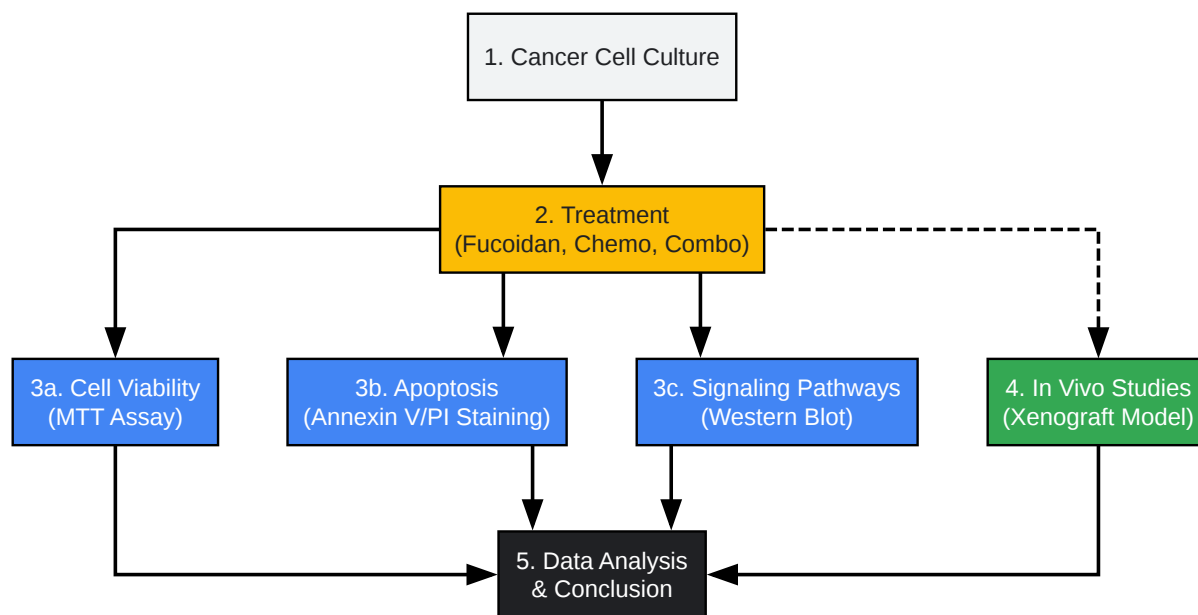 1. Cancer Cell Culture
2. Treatment
(Fucoidan, Chemo, Combo)
3a. Cell Viability
(MTT Assay)
3b. Apoptosis
(Annexin V/PI Staining)
3c. Signaling Pathways
(Western Blot)
4. In Vivo Studies
(Xenograft Model)
5. Data Analysis
& Conclusion